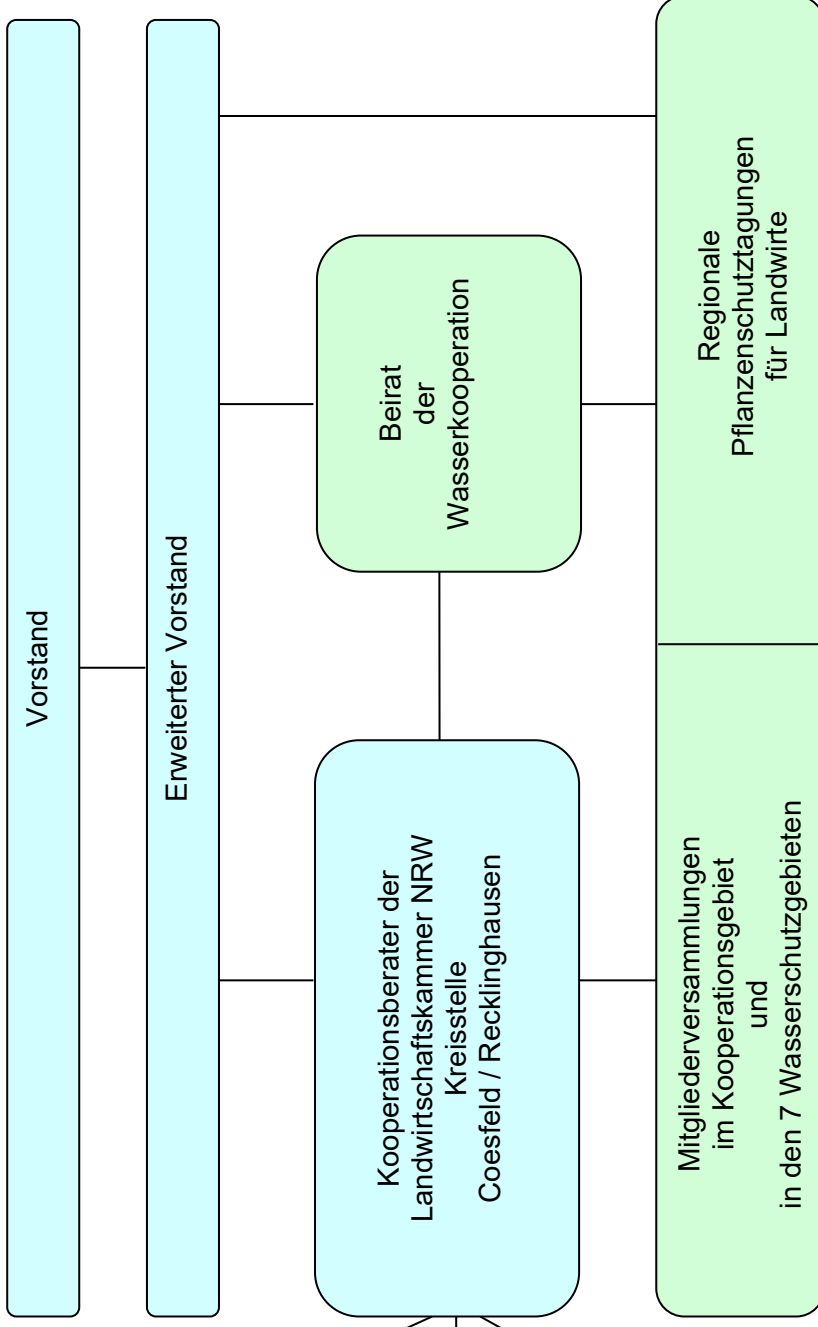 Vorstand
Erweiterter Vorstand
Kooperationsberater der
Landwirtschaftskammer NRW
Kreisstelle
Coesfeld / Recklinghausen
Beirat
der
Wasserkooperation
Mitgliederversammlungen
im Kooperationsgebiet
und
in den 7 Wasserschutzgebieten
Regionale
Pflanzenschutztagungen
für Landwirte